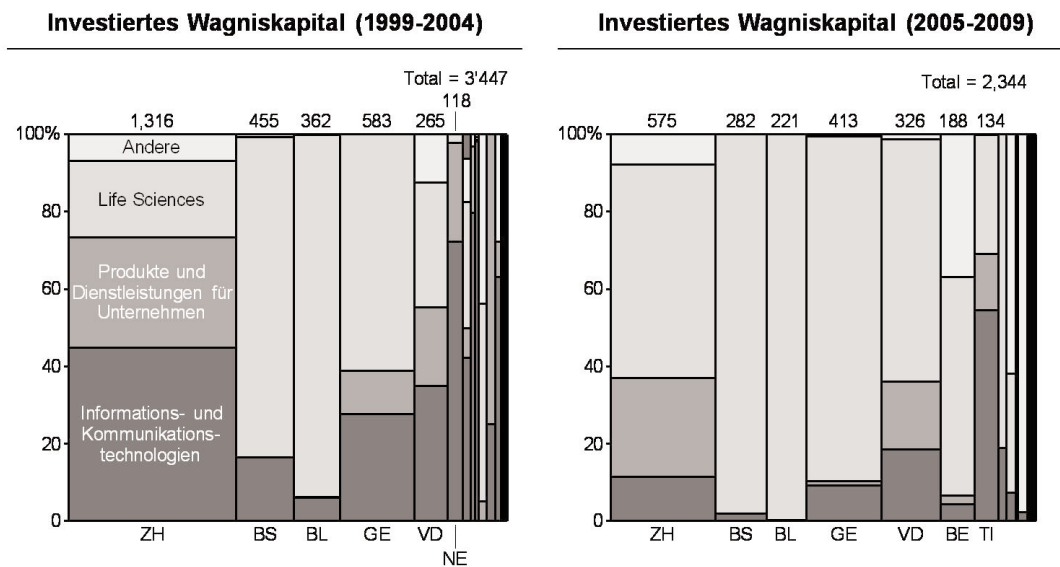 Investiertes Wagniskapital (1999-2004)
Total = 3'447
118
1,316 455 362 583 265
100%
80
60
40
20
0
Andere
Life Sciences
Produkte und
Dienstleistungen für
Unternehmen
Informations- und
Kommunikations-
technologien
ZH BS BL GE VD
NE
Investiertes Wagniskapital (2005-2009)
Total = 2,344
575 282 221 413 326 188 134
100%
80
60
40
20
0
ZH BS BL GE VD BE TI